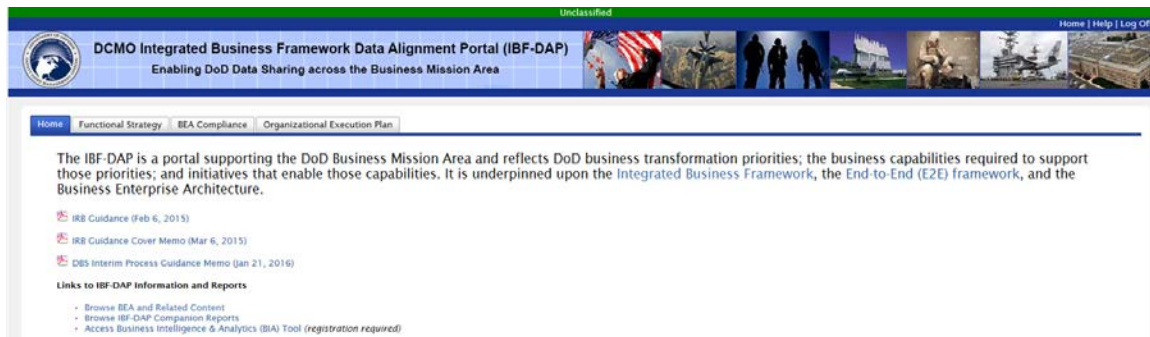 Unclassified
Home | Help | Log Of
DCMO Integrated Business Framework Data Alignment Portal (IBF-DAP)
Enabling DoD Data Sharing across the Business Mission Area
Home Functional Strategy BEA Compliance Organizational Execution Plan
The IBF-DAP is a portal supporting the DoD Business Mission Area and reflects DoD business transformation priorities; the business capabilities required to support
those priorities; and initiatives that enable those capabilities. It is underpinned upon the Integrated Business Framework, the End-to-End (E2E) framework, and the
Business Enterprise Architecture.
IRB Guidance (Feb 6, 2015)
IRB Guidance Cover Memo (Mar 6, 2015)
DBS Interim Process Guidance Memo (Jan 21, 2016)
Links to IBF-DAP Information and Reports
• Browse BEA and Related Content
• Browse IBF-DAP Companion Reports
• Access Business Intelligence & Analytics (BIA) Tool (registration required)